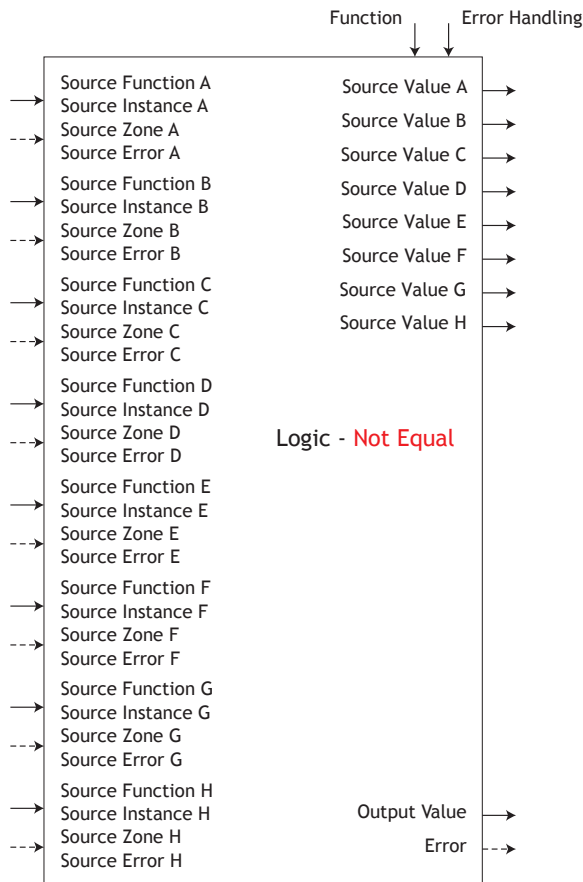 Function Error Handling
Source Function A
Source Instance A
Source Zone A
Source Error A
Source Function B
Source Instance B
Source Zone B
Source Error B
Source Function C
Source Instance C
Source Zone C
Source Error C
Source Function D
Source Instance D
Source Zone D
Source Error D
Source Function E
Source Instance E
Source Zone E
Source Error E
Source Function F
Source Instance F
Source Zone F
Source Error F
Source Function G
Source Instance G
Source Zone G
Source Error G
Source Function H
Source Instance H
Source Zone H
Source Error H
Source Value A
Source Value B
Source Value C
Source Value D
Source Value E
Source Value F
Source Value G
Source Value H
Logic - Not Equal
Output Value
Error